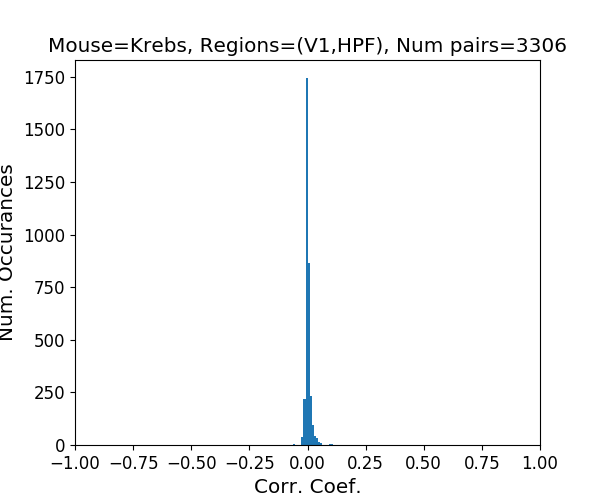 Mouse=Krebs, Regions=(V1,HPF), Num pairs=3306
1750
1500
1250
1000
750
500
250
0
Num. Occurances
−1.00 −0.75 −0.50 −0.25 0.00 0.25 0.50 0.75 1.00
Corr. Coef.